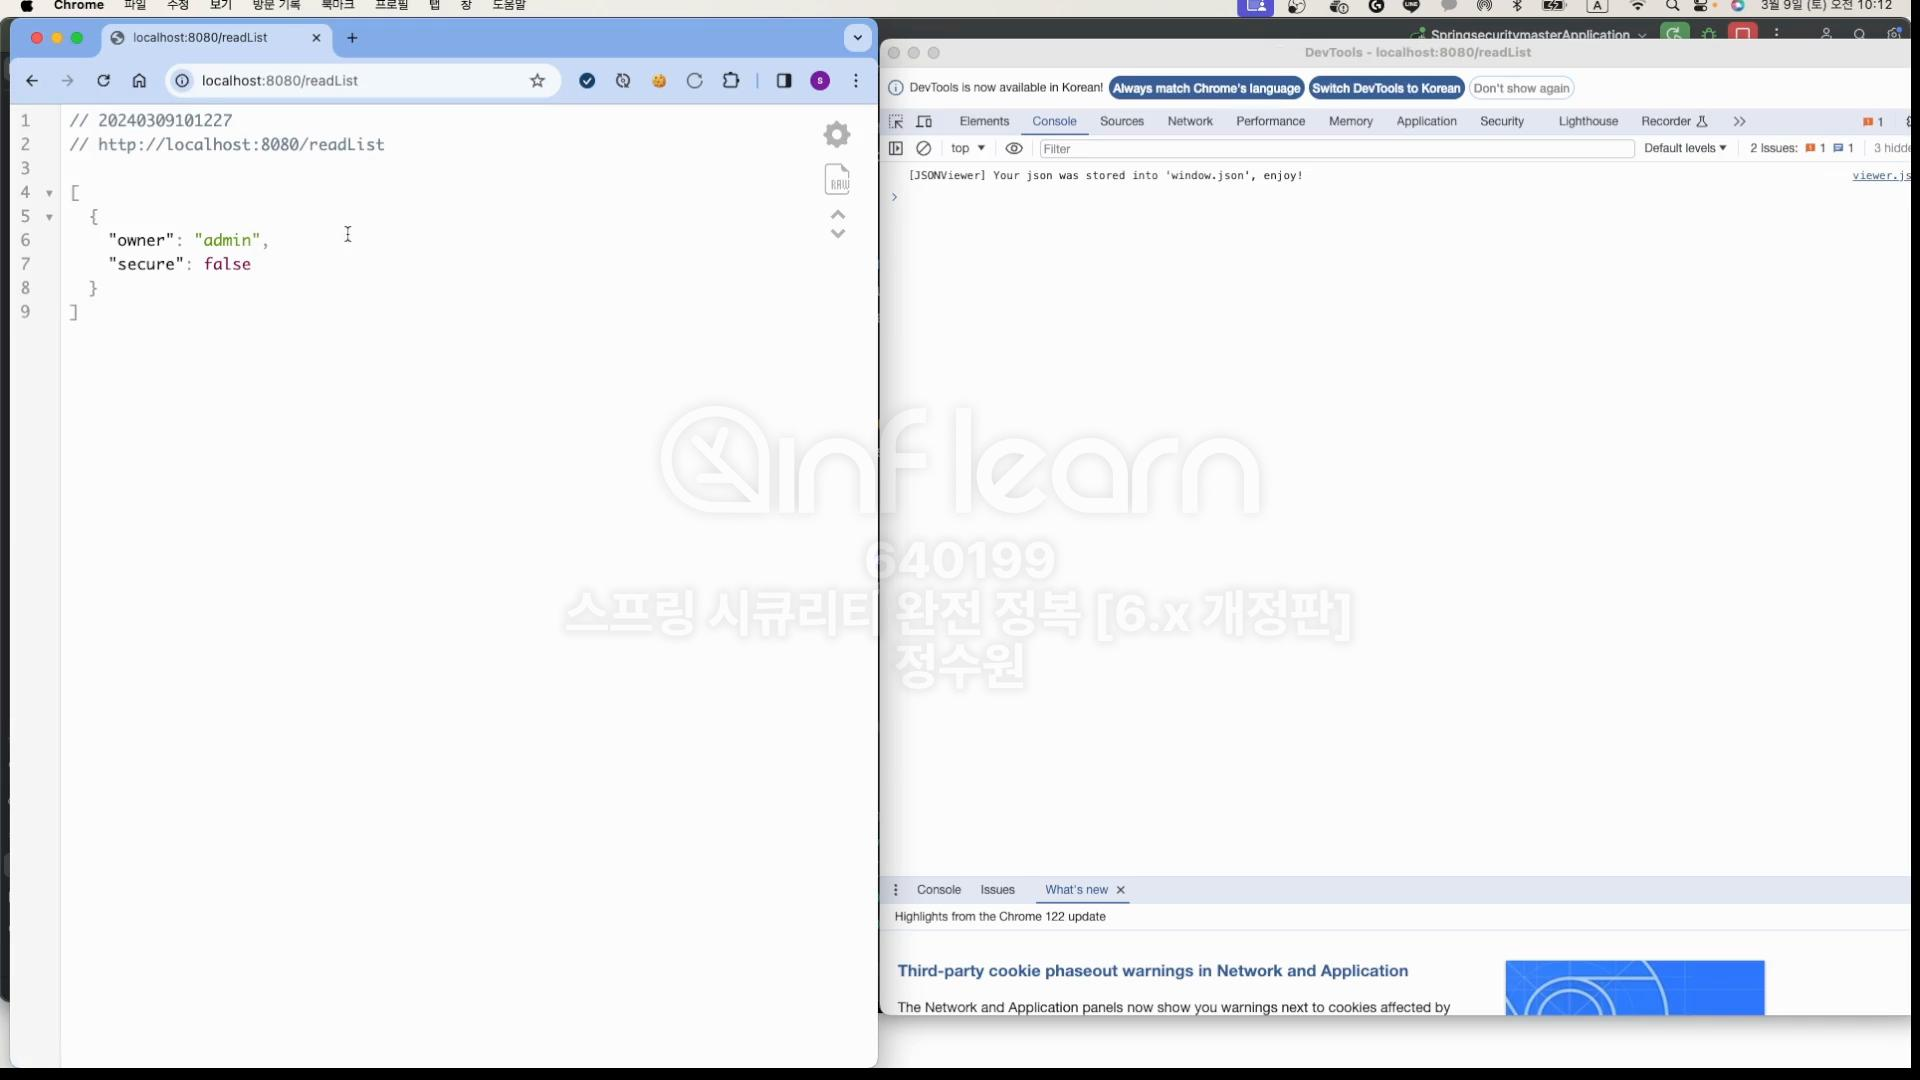 Chrome 파일 수정 보기 방문 기록 북마크 프로필 탭 창 도움말
LINE A 3월 9일 (토) 오전 10:12
localhost:8080/readList
localhost:8080/readList
S
// 20240309101227
// http://localhost:8080/readList
[
{
"owner": "admin",
"secure": false
}
]
1
2
3
4
5
6
7
8
9
RAW
SpringsecuritymasterApplication
DevTools - localhost:8080/readList
DevTools is now available in Korean! Always match Chrome's language Switch DevTools to Korean Don't show again
Elements Console Sources Network Performance Memory Application Security Lighthouse Recorder 1
top Filter Default levels 2 Issues: 1 1 3 hidde
[JSONViewer] Your json was stored into 'window.json', enjoy! viewer.js
inflearn
640199
스프링 시큐리티 완전 정복 [6.x 개정판]
정수원
Console Issues What's new
Highlights from the Chrome 122 update
Third-party cookie phaseout warnings in Network and Application
The Network and Application panels now show you warnings next to cookies affected by